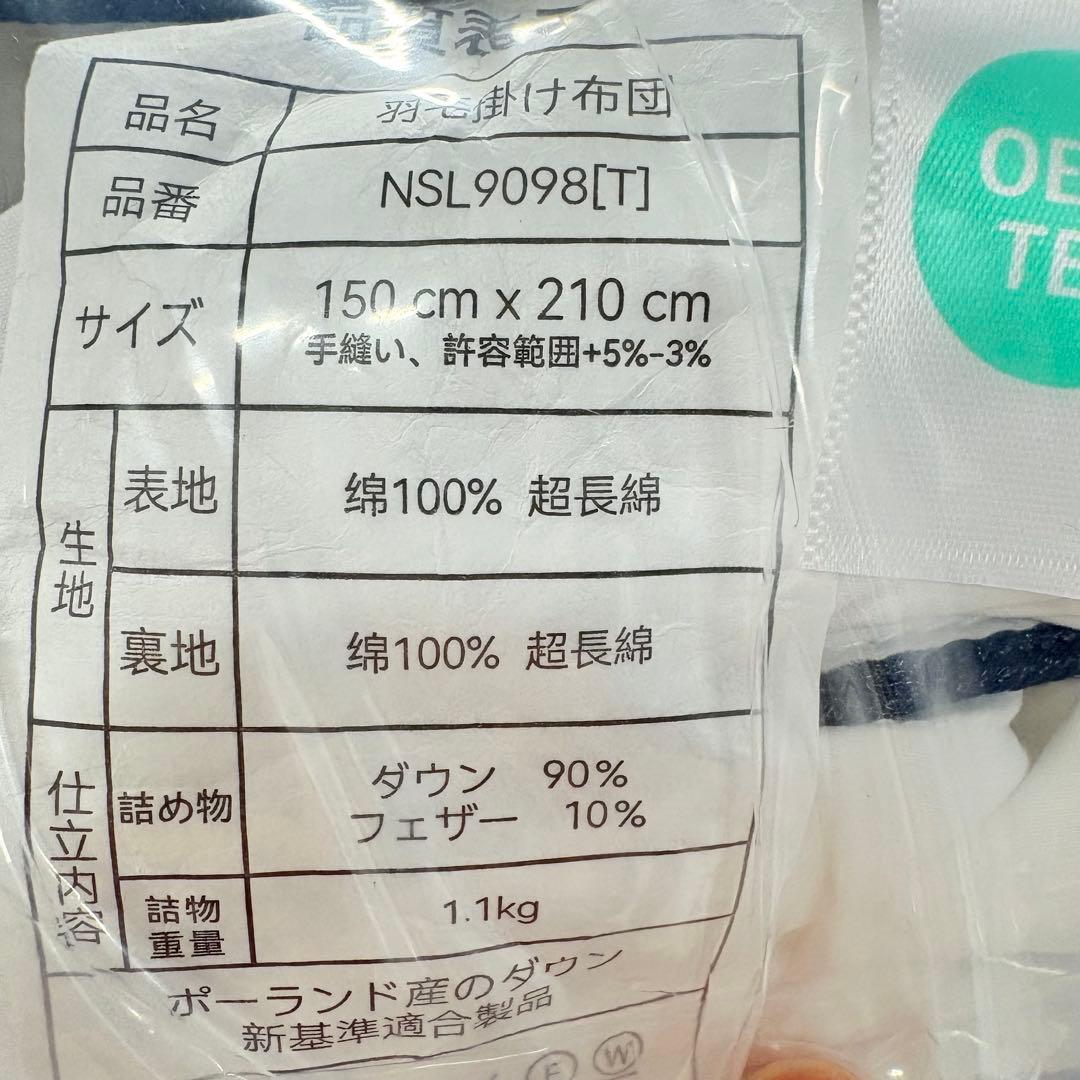 品名 羽毛掛け布団
品番 NSL9098[T]
サイズ 150 cm x 210 cm
手縫い、許容範囲+5%-3%
生地
表地 绵100% 超長綿
裏地 绵100% 超長綿
仕立内容
詰め物 ダウン 90%
フェザー 10%
詰物
重量 1.1kg
ポーランド産のダウン
新基準適合製品
F W
OE
TE